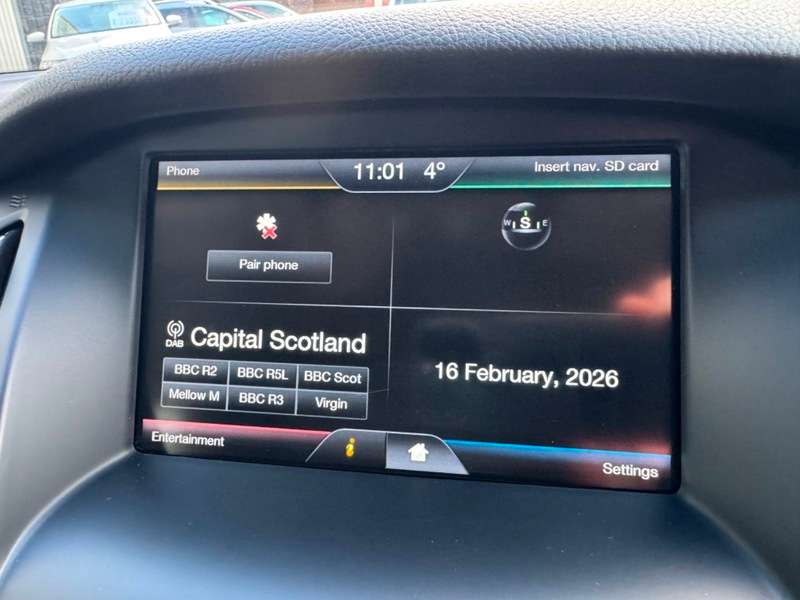 Phone
11:01 4°
Insert nav. SD card
W S E
Pair phone
DAB
Capital Scotland
BBC R2 BBC R5L BBC Scot
Mellow M BBC R3 Virgin
16 February, 2026
Entertainment
i
Settings